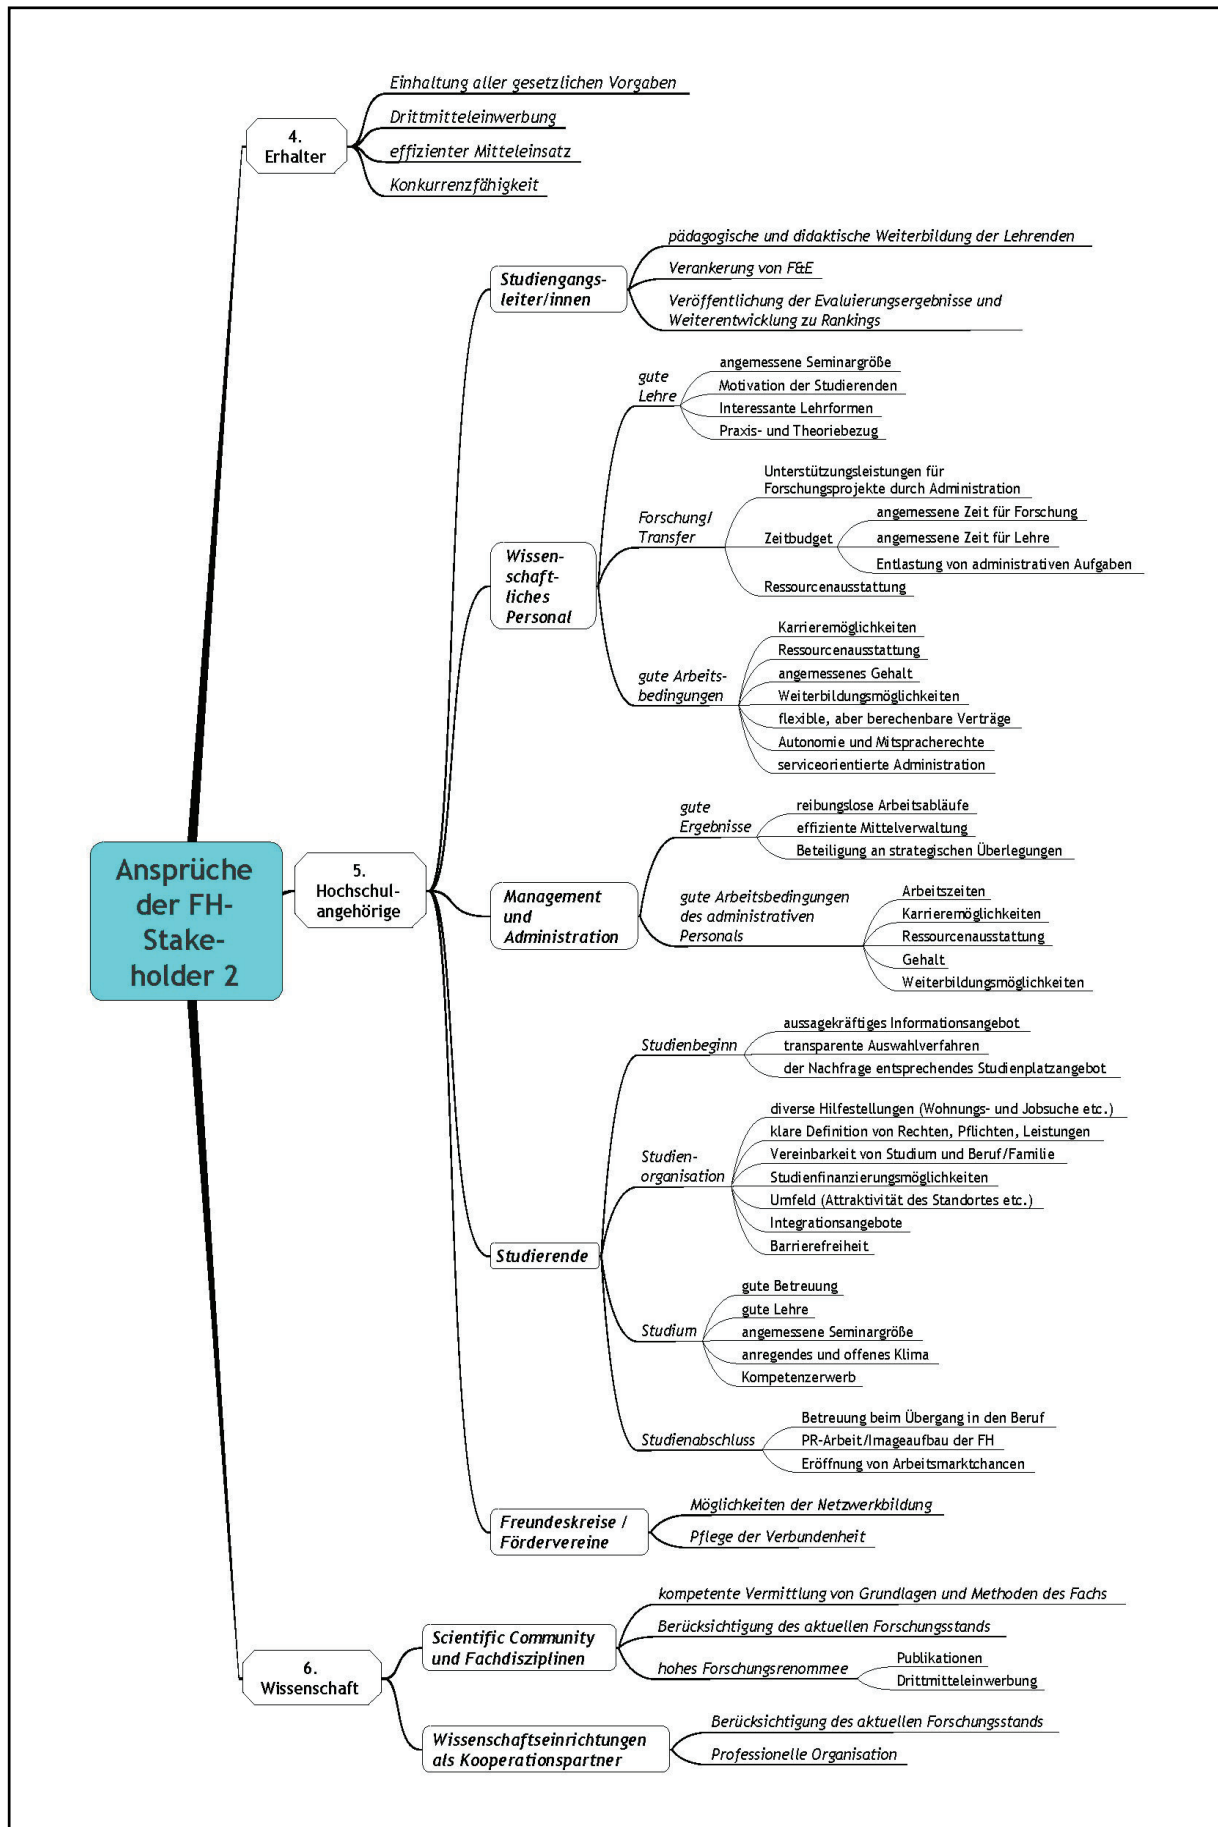 Ansprüche
der FH-
Stake-
holder 2
4.
Erhalter
Einhaltung aller gesetzlichen Vorgaben
Drittmitteleinwerbung
effizienter Mitteleinsatz
Konkurrenzfähigkeit
5.
Hochschul-
angehörige
Studiengangs-
leiter/innen
pädagogische und didaktische Weiterbildung der Lehrenden
Verankerung von F&E
Veröffentlichung der Evaluierungsergebnisse und
Weiterentwicklung zu Rankings
Wissen-
schaft-
liches
Personal
gute
Lehre
angemessene Seminargröße
Motivation der Studierenden
Interessante Lehrformen
Praxis- und Theoriebezug
Forschung/
Transfer
Unterstützungsleistungen für
Forschungsprojekte durch Administration
Zeitbudget
angemessene Zeit für Forschung
angemessene Zeit für Lehre
Entlastung von administrativen Aufgaben
Ressourcenausstattung
gute Arbeits-
bedingungen
Karrieremöglichkeiten
Ressourcenausstattung
angemessenes Gehalt
Weiterbildungsmöglichkeiten
flexible, aber berechenbare Verträge
Autonomie und Mitspracherechte
serviceorientierte Administration
Management
und
Administration
gute
Ergebnisse
reibungslose Arbeitsabläufe
effiziente Mittelverwaltung
Beteiligung an strategischen Überlegungen
gute Arbeitsbedingungen
des administrativen
Personals
Arbeitszeiten
Karrieremöglichkeiten
Ressourcenausstattung
Gehalt
Weiterbildungsmöglichkeiten
Studierende
Studienbeginn
aussagekräftiges Informationsangebot
transparente Auswahlverfahren
der Nachfrage entsprechendes Studienplatzangebot
Studien-
organisation
diverse Hilfestellungen (Wohnungs- und Jobsuche etc.)
klare Definition von Rechten, Pflichten, Leistungen
Vereinbarkeit von Studium und Beruf/Familie
Studienfinanzierungsmöglichkeiten
Umfeld (Attraktivität des Standortes etc.)
Integrationsangebote
Barrierefreiheit
Studium
gute Betreuung
gute Lehre
angemessene Seminargröße
anregendes und offenes Klima
Kompetenzerwerb
Studienabschluss
Betreuung beim Übergang in den Beruf
PR-Arbeit/Imageaufbau der FH
Eröffnung von Arbeitsmarktchancen
Freundeskreise /
Fördervereine
Möglichkeiten der Netzwerkbildung
Pflege der Verbundenheit
6.
Wissenschaft
Scientific Community
und Fachdisziplinen
kompetente Vermittlung von Grundlagen und Methoden des Fachs
Berücksichtigung des aktuellen Forschungsstands
hohes Forschungsrenommee
Publikationen
Drittmitteleinwerbung
Wissenschaftseinrichtungen
als Kooperationspartner
Berücksichtigung des aktuellen Forschungsstands
Professionelle Organisation